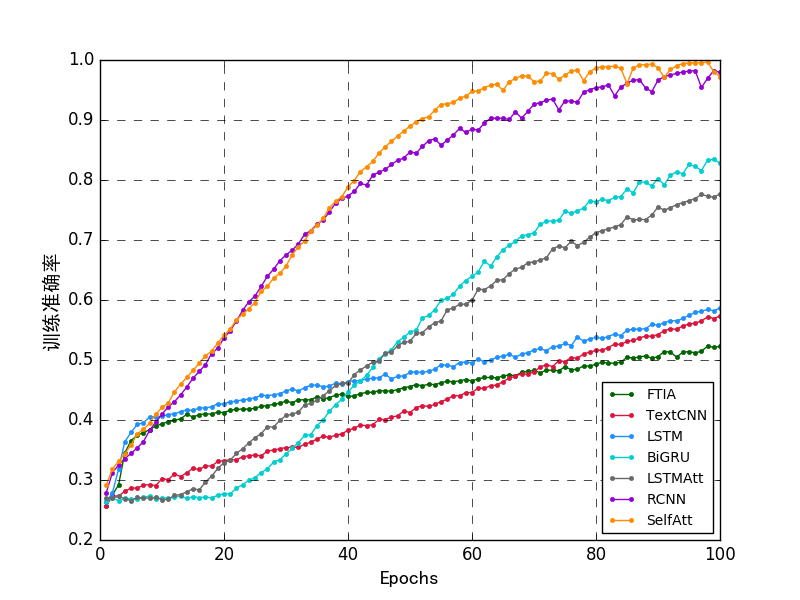 训练准确率
1.0
0.9
0.8
0.7
0.6
0.5
0.4
0.3
0.2
0 20 40 60 80 100
Epochs
FTIA
TextCNN
LSTM
BiGRU
LSTMAtt
RCNN
SelfAtt